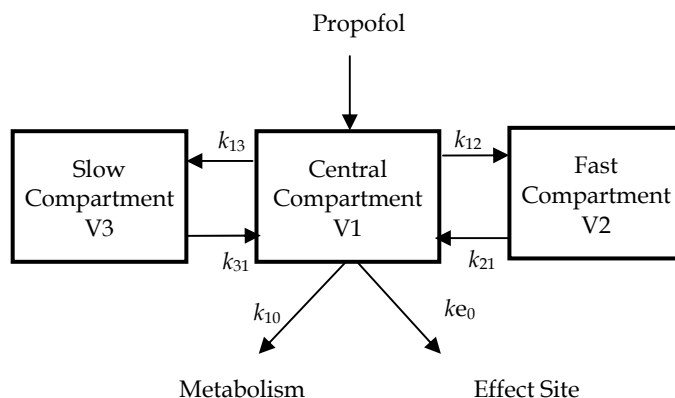 Propofol
k13
k12
Slow
Compartment
V3
Central
Compartment
V1
Fast
Compartment
V2
k31
k21
k10
ke0
Metabolism
Effect Site